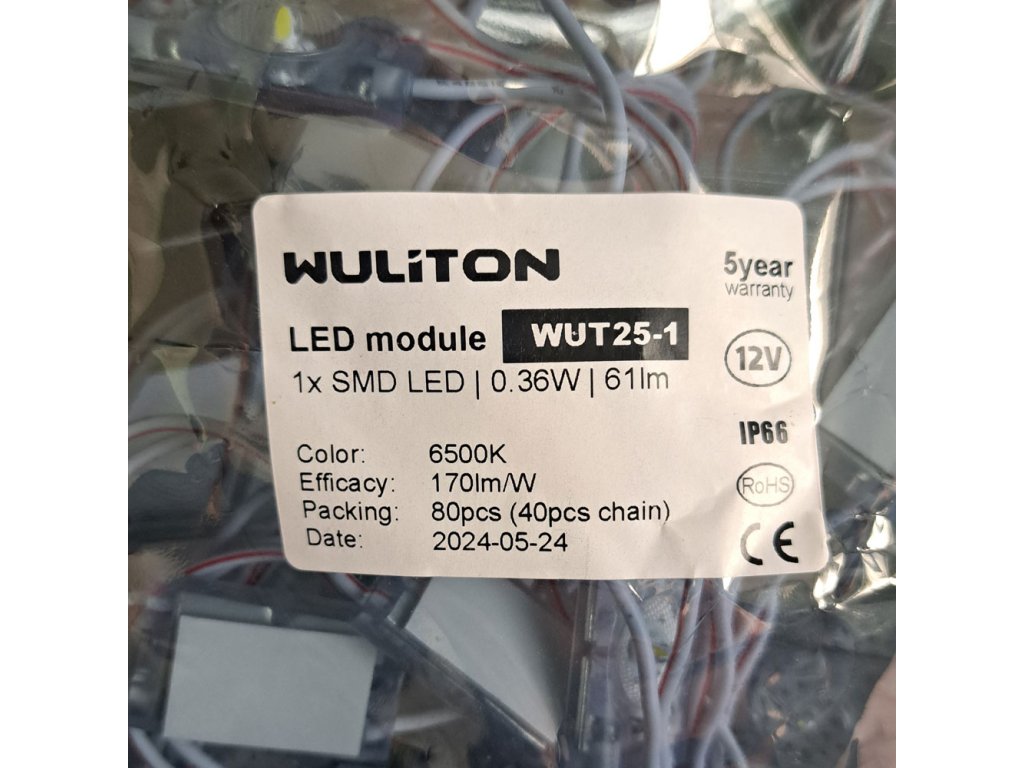 WULiTON
5year
warranty
LED module WUT25-1
12V
1x SMD LED | 0.36W | 61lm
IP66
Color: 6500K
Efficacy: 170lm/W
RoHS
Packing: 80pcs (40pcs chain)
Date: 2024-05-24
CE